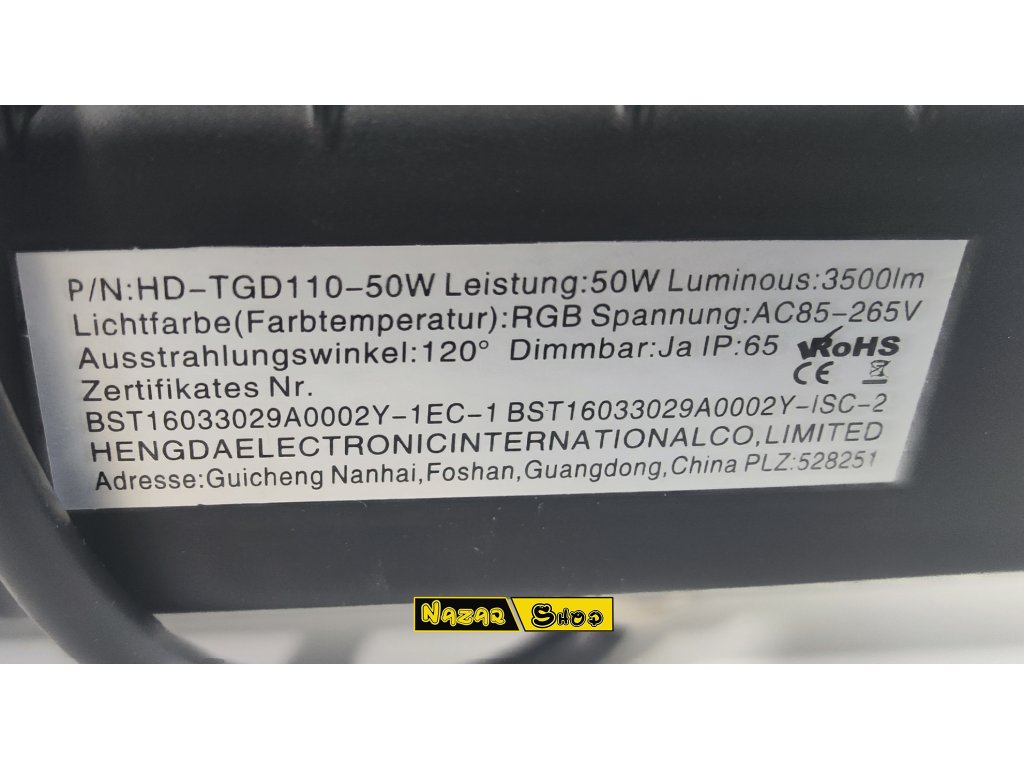 P/N:HD-TGD110-50W Leistung:50W Luminous:3500lm
Lichtfarbe(Farbtemperatur):RGB Spannung:AC85-265V
Ausstrahlungswinkel:120° Dimmbar:Ja IP:65 RoHS
CE
Zertifikates Nr.
BST16033029A0002Y-1EC-1 BST16033029A0002Y-ISC-2
HENGDAELECTRONICINTERNATIONALCO,LIMITED
Adresse:Guicheng Nanhai,Foshan,Guangdong,China PLZ:528251
Nazar Shop